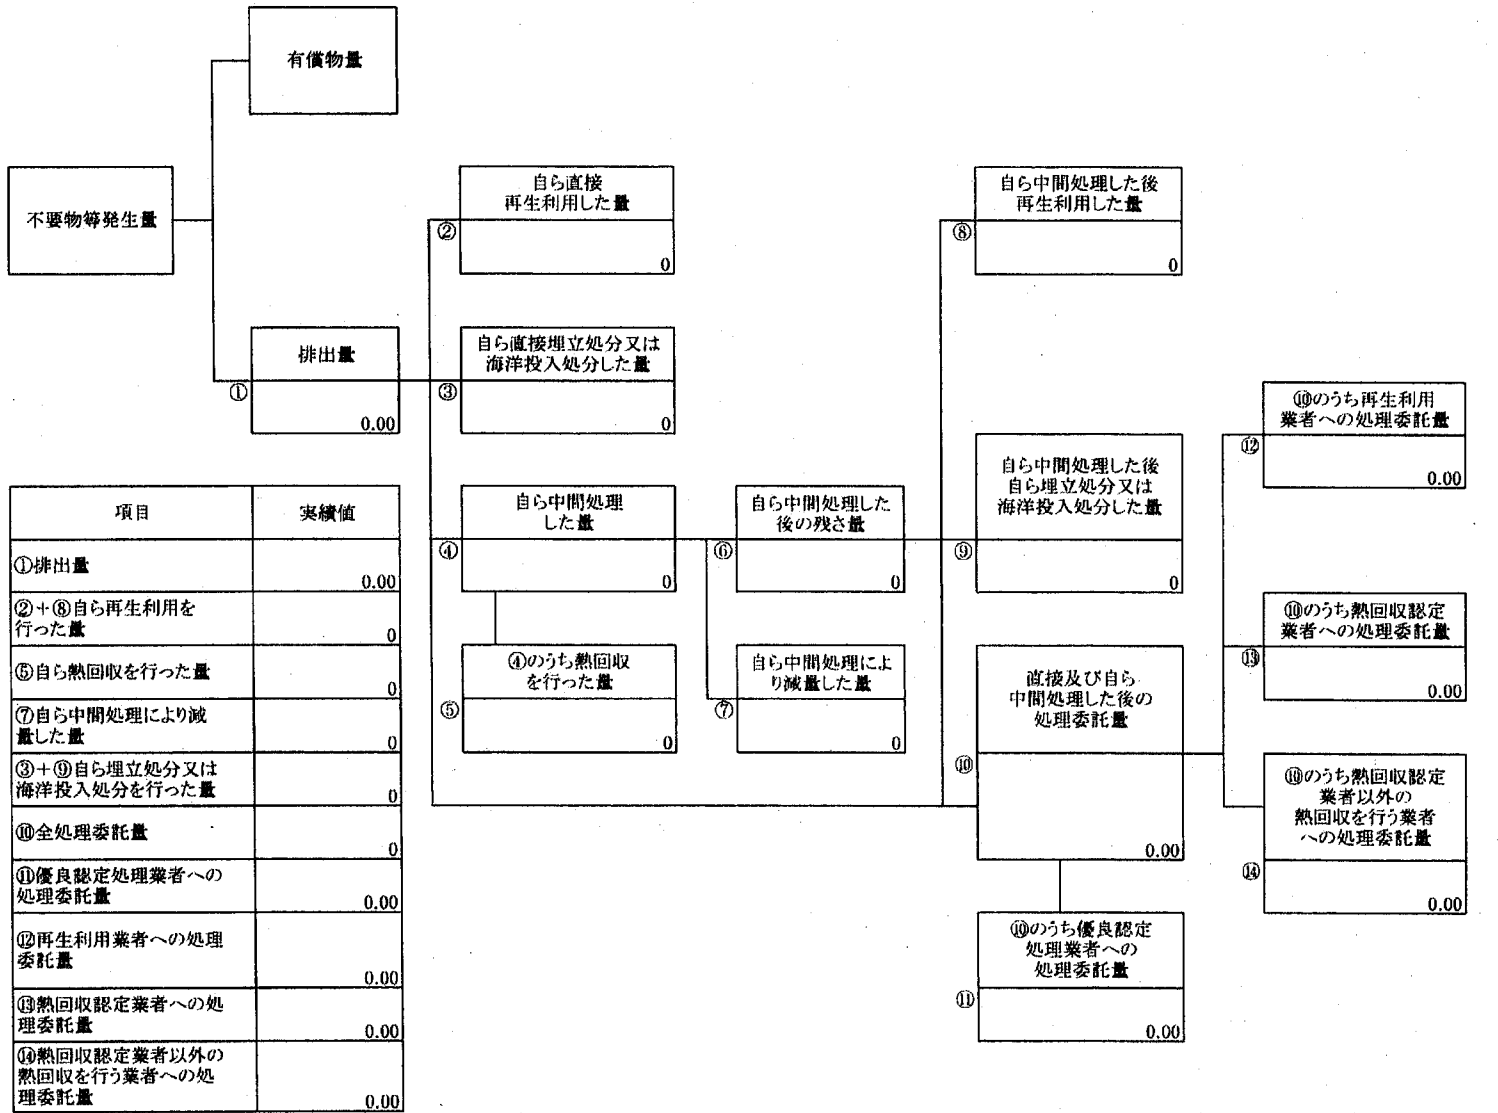 有償物量
不要物等発生量
排出量
①
0.00
自ら直接
再生利用した量
②
0
自ら直接埋立処分又は
海洋投入処分した量
③
0
自ら中間処理
した量
④
0
④のうち熱回収
を行った量
⑤
0
自ら中間処理した
後の残さ量
⑥
0
自ら中間処理によ
り減量した量
⑦
0
自ら中間処理した後
再生利用した量
⑧
0
自ら中間処理した後
自ら埋立処分又は
海洋投入処分した量
⑨
0
直接及び自ら
中間処理した後の
処理委託量
⑩
0.00
⑩のうち優良認定
処理業者への
処理委託量
⑪
0.00
⑩のうち再生利用
業者への処理委託量
⑫
0.00
⑩のうち熱回収認定
業者への処理委託量
⑬
0.00
⑩のうち熱回収認定
業者以外の
熱回収を行う業者
への処理委託量
⑭
0.00
項目 実績値
①排出量
0.00
②+⑧自ら再生利用を
行った量
0
⑤自ら熱回収を行った量
0
⑦自ら中間処理により減
量した量
0
③+⑨自ら埋立処分又は
海洋投入処分を行った量
0
⑩全処理委託量
0
⑪優良認定処理業者への
処理委託量
0.00
⑫再生利用業者への処理
委託量
0.00
⑬熱回収認定業者への処
理委託量
0.00
⑭熱回収認定業者以外の
熱回収を行う業者への処
理委託量
0.00